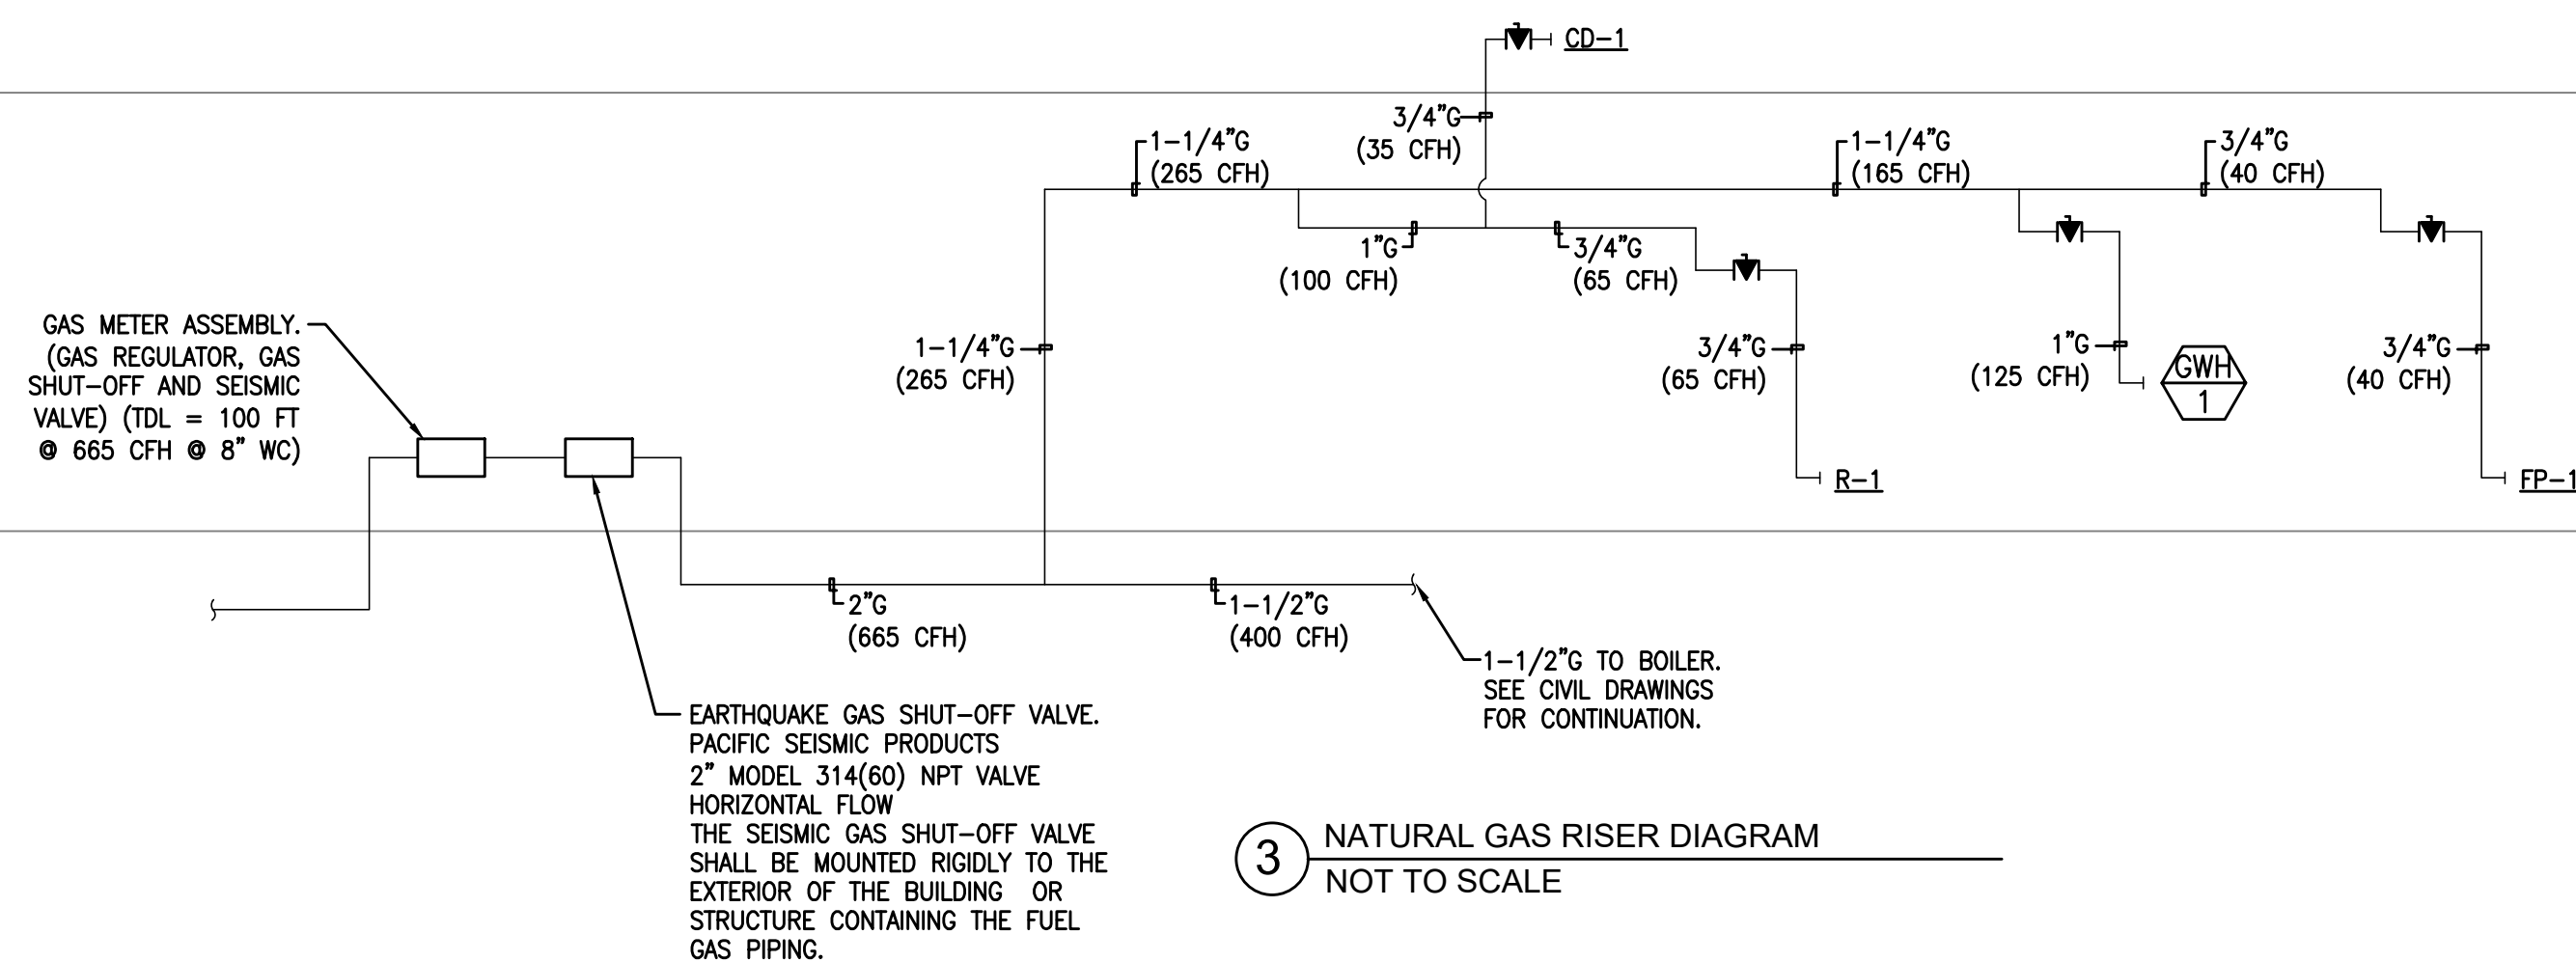 CD-1
3/4"G
(35 CFH)
1-1/4"G
(265 CFH)
1-1/4"G
(165 CFH)
3/4"G
(40 CFH)
1"G
(100 CFH)
3/4"G
(65 CFH)
GAS METER ASSEMBLY.
(GAS REGULATOR, GAS
SHUT-OFF AND SEISMIC
VALVE) (TDL = 100 FT
@ 665 CFH @ 8" WC)
1-1/4"G
(265 CFH)
3/4"G
(65 CFH)
1"G
(125 CFH)
GWH
1
3/4"G
(40 CFH)
R-1
FP-1
2"G
(665 CFH)
1-1/2"G
(400 CFH)
1-1/2"G TO BOILER.
SEE CIVIL DRAWINGS
FOR CONTINUATION.
EARTHQUAKE GAS SHUT-OFF VALVE.
PACIFIC SEISMIC PRODUCTS
2" MODEL 314(60) NPT VALVE
HORIZONTAL FLOW
THE SEISMIC GAS SHUT-OFF VALVE
SHALL BE MOUNTED RIGIDLY TO THE
EXTERIOR OF THE BUILDING OR
STRUCTURE CONTAINING THE FUEL
GAS PIPING.
3
NATURAL GAS RISER DIAGRAM
NOT TO SCALE